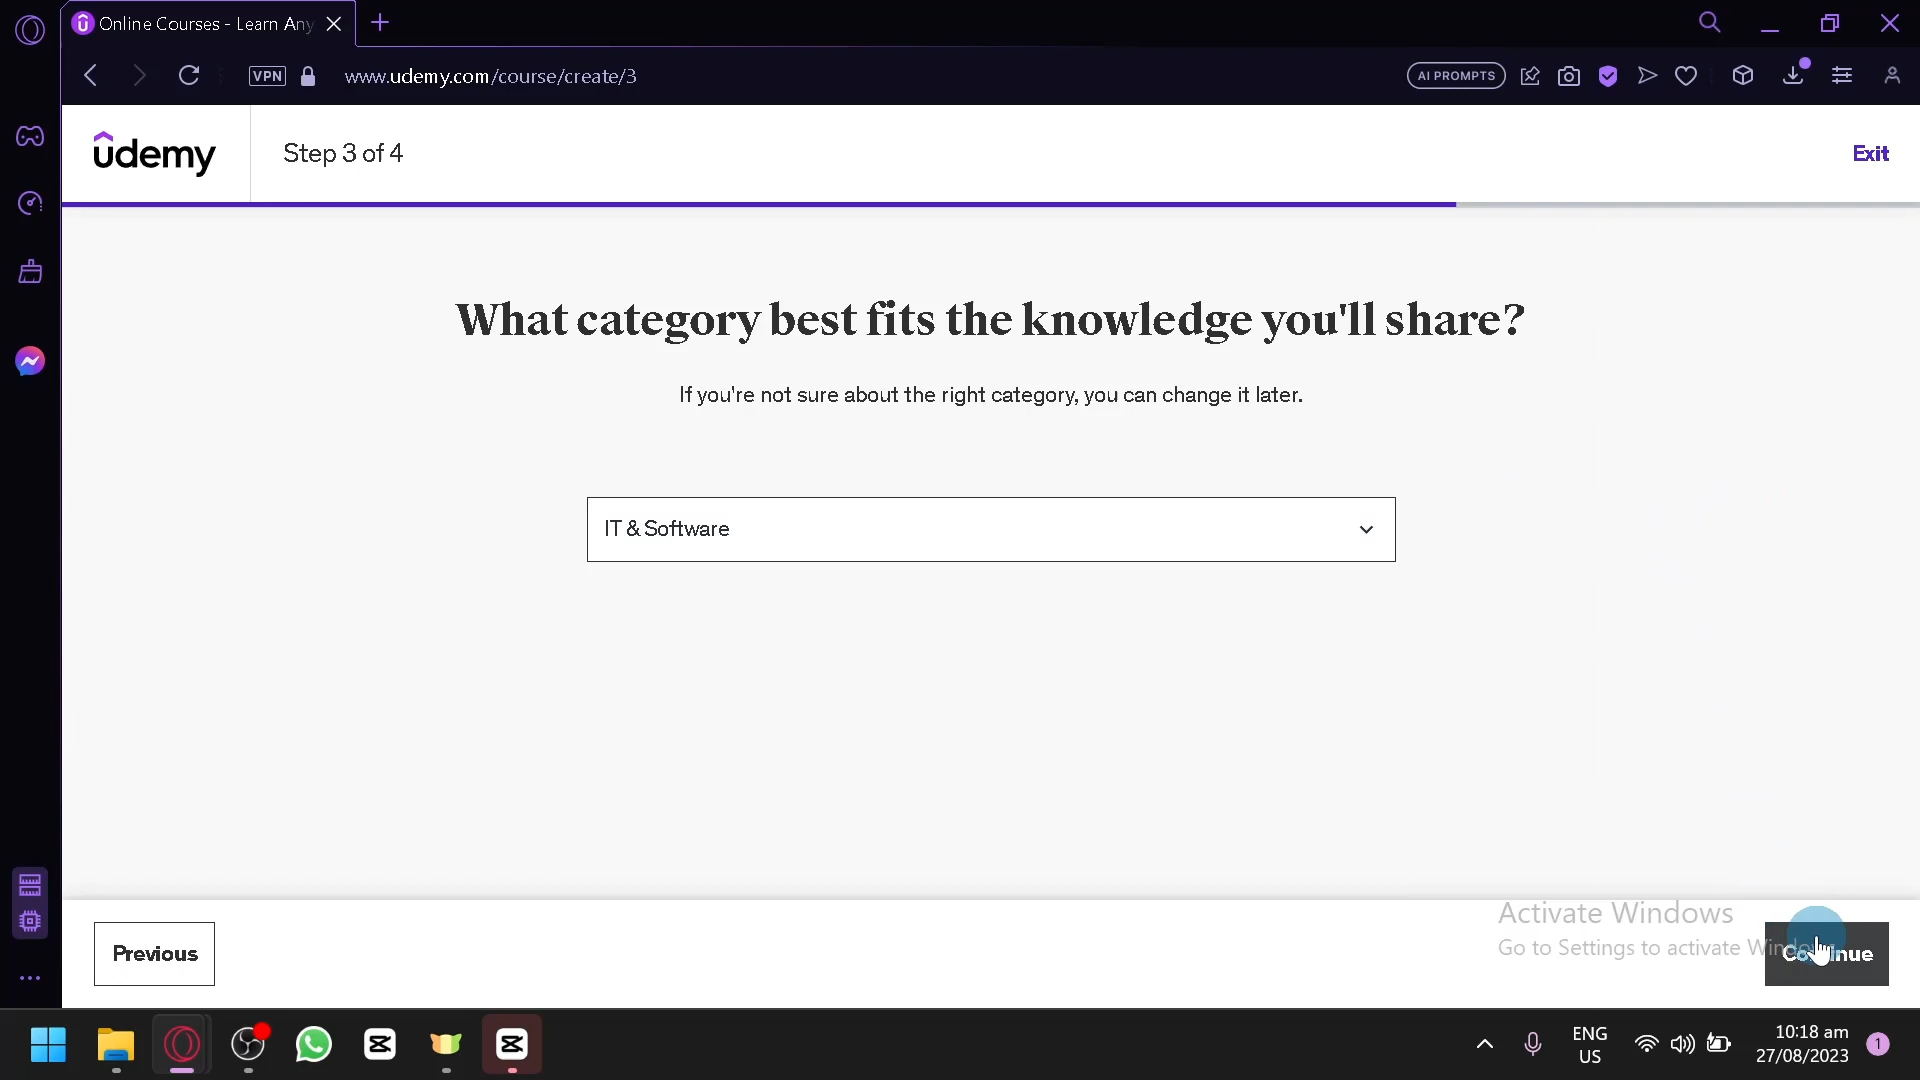 Online Courses - Learn Any
VPN
www.udemy.com/course/create/3
AI PROMPTS
udemy
Step 3 of 4
Exit
What category best fits the knowledge you'll share?
If you're not sure about the right category, you can change it later.
IT & Software
Previous
Activate Windows
Go to Settings to activate Windows.
Continue
ENG
US
10:18 am
27/08/2023
1